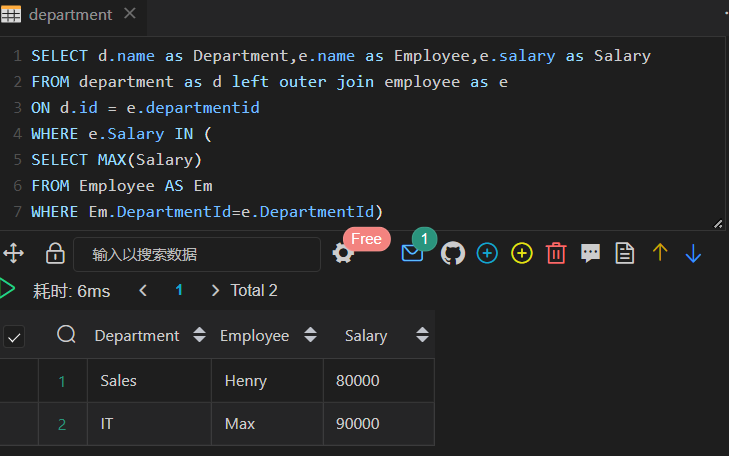 department
1 SELECT d.name as Department,e.name as Employee,e.salary as Salary
2 FROM department as d left outer join employee as e
3 ON d.id = e.departmentid
4 WHERE e.Salary IN (
5 SELECT MAX(Salary)
6 FROM Employee AS Em
7 WHERE Em.DepartmentId=e.DepartmentId)
输入以搜索数据 Free 1
耗时: 6ms 1 Total 2
Department Employee Salary
1 Sales Henry 80000
2 IT Max 90000